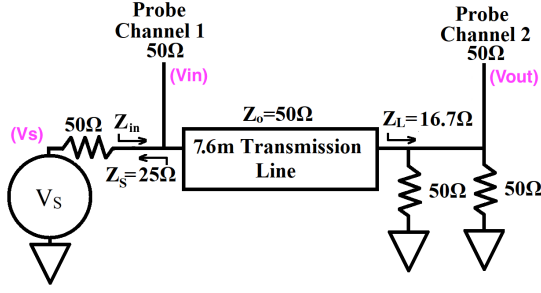 Probe
Channel 1
50Ω
(Vin)
Probe
Channel 2
50Ω
(Vout)
(Vs)
50Ω
Zin
Zo=50Ω
ZL=16.7Ω
7.6m Transmission
Line
ZS=25Ω
VS
50Ω
50Ω